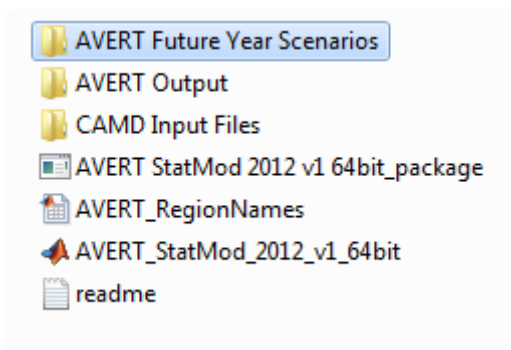 AVERT Future Year Scenarios
AVERT Output
CAMD Input Files
AVERT StatMod 2012 v1 64bit_package
AVERT_RegionNames
AVERT_StatMod_2012_v1_64bit
readme